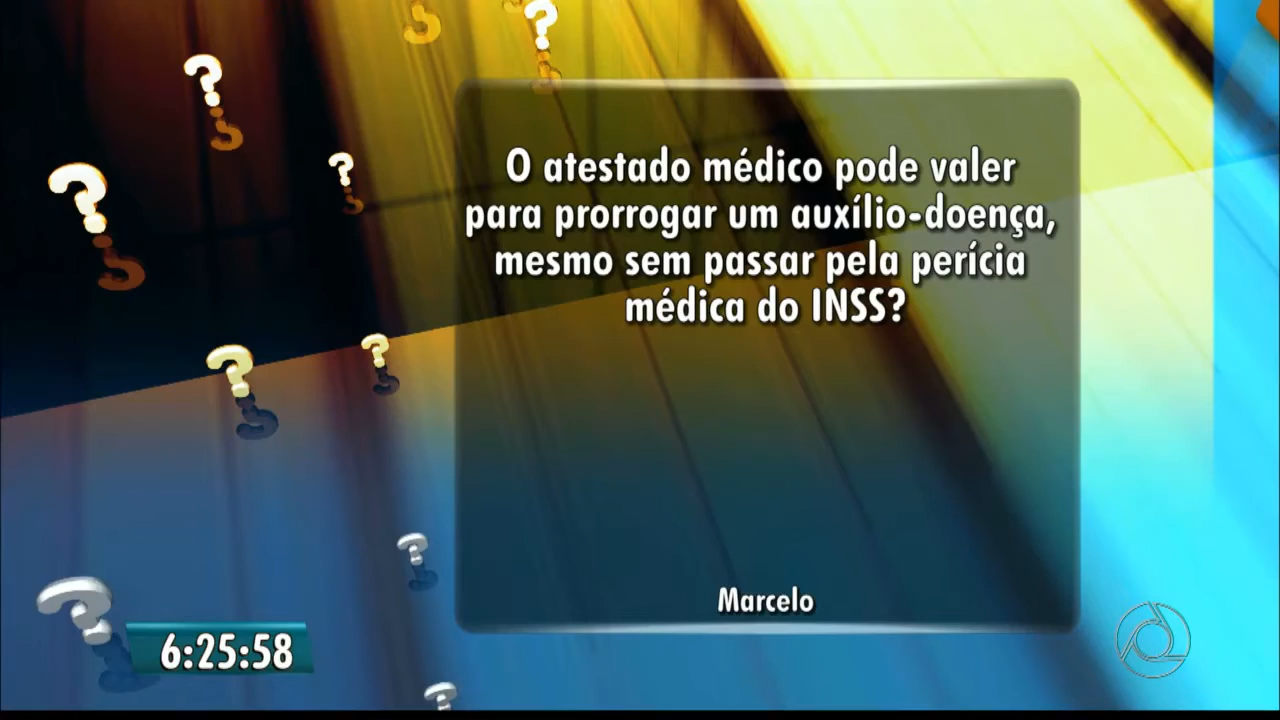 O atestado médico pode valer
para prorrogar um auxílio-doença,
mesmo sem passar pela perícia
médica do INSS?
Marcelo
6:25:58